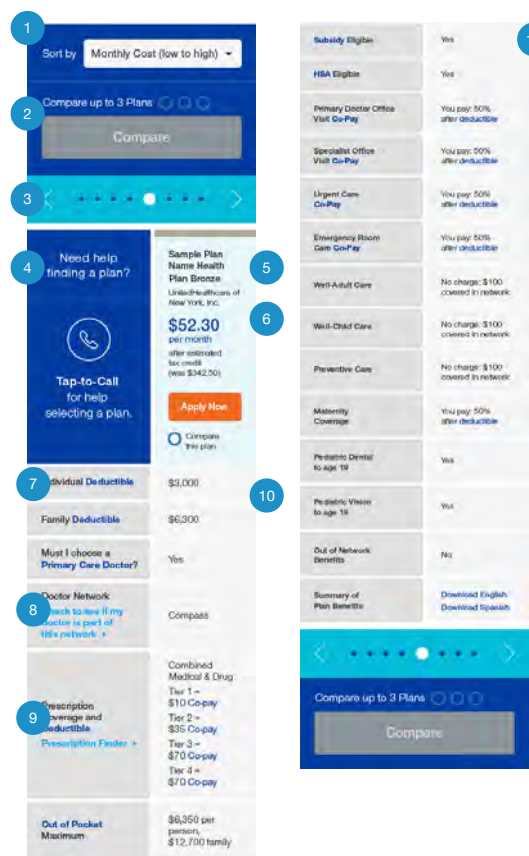 1
Sort by Monthly Cost (low to high)
2
Compare up to 3 Plans
Compare
3
4
Need help
finding a plan?
Tap-to-Call
for help
selecting a plan.
Sample Plan
Name Health
Plan Bronze
UnitedHealthcare of
New York, Inc.
$52.30
per month
after estimated
tax credit
(was $342.50)
Apply Now
Compare
this plan
5
6
7
Individual Deductible
$3,000
Family Deductible
$6,300
Must I choose a
Primary Care Doctor?
Yes
8
Doctor Network
Check to see if my
doctor is part of
this network
Compass
9
Prescription
Coverage and
Deductible
Prescription Finder
Combined
Medical & Drug
Tier 1 –
$10 Co-pay
Tier 2 –
$35 Co-pay
Tier 3 –
$70 Co-pay
Tier 4 –
$70 Co-pay
Out of Pocket
Maximum
$6,350 per
person,
$12,700 family
10
Subsidy Eligible
Yes
HSA Eligible
Yes
Primary Doctor Office
Visit Co-Pay
You pay: 50%
after deductible
Specialist Office
Visit Co-Pay
You pay: 50%
after deductible
Urgent Care
Co-Pay
You pay: 50%
after deductible
Emergency Room
Care Co-Pay
You pay: 50%
after deductible
Well-Adult Care
No charge: $100
covered in network
Well-Child Care
No charge: $100
covered in network
Preventive Care
No charge: $100
covered in network
Maternity
Coverage
You pay: 50%
after deductible
Pediatric Dental
to age 19
Yes
Pediatric Vision
to age 19
Yes
Out of Network
Benefits
No
Summary of
Plan Benefits
Download English
Download Spanish
Compare up to 3 Plans
Compare